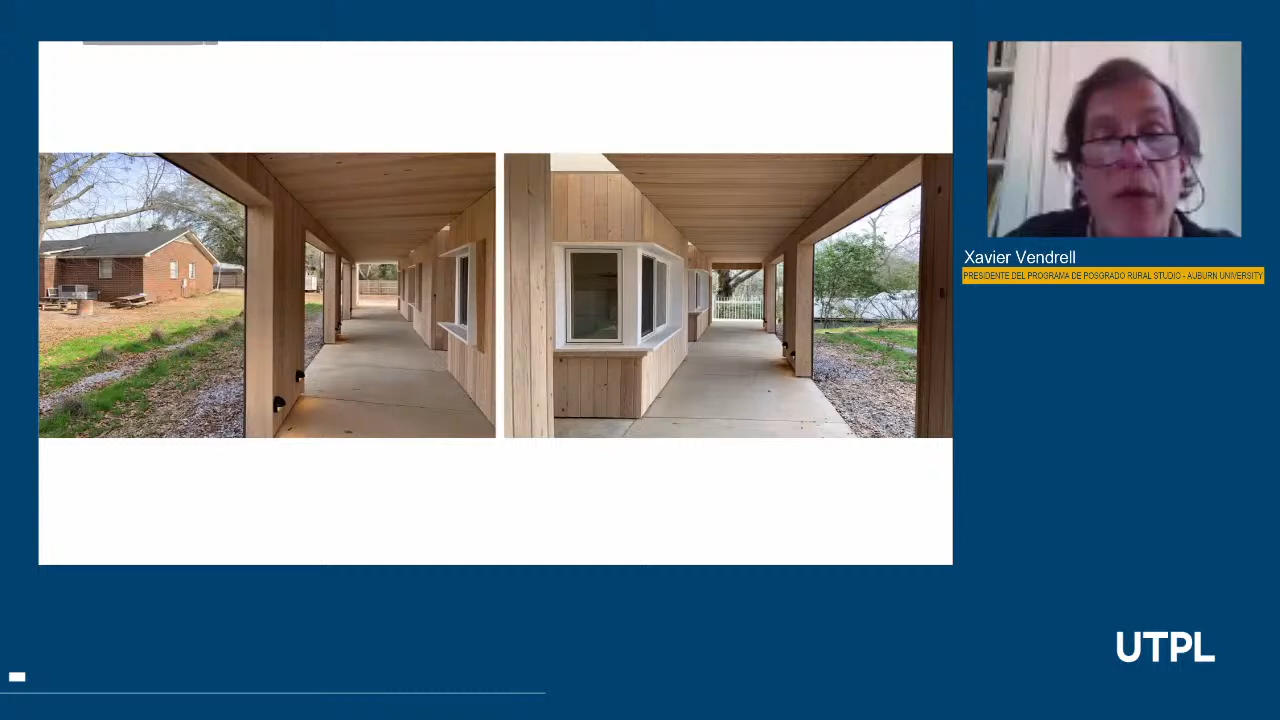 Xavier Vendrell
PRESIDENTE DEL PROGRAMA DE POSGRADO RURAL STUDIO - AUBURN UNIVERSITY
UTPL